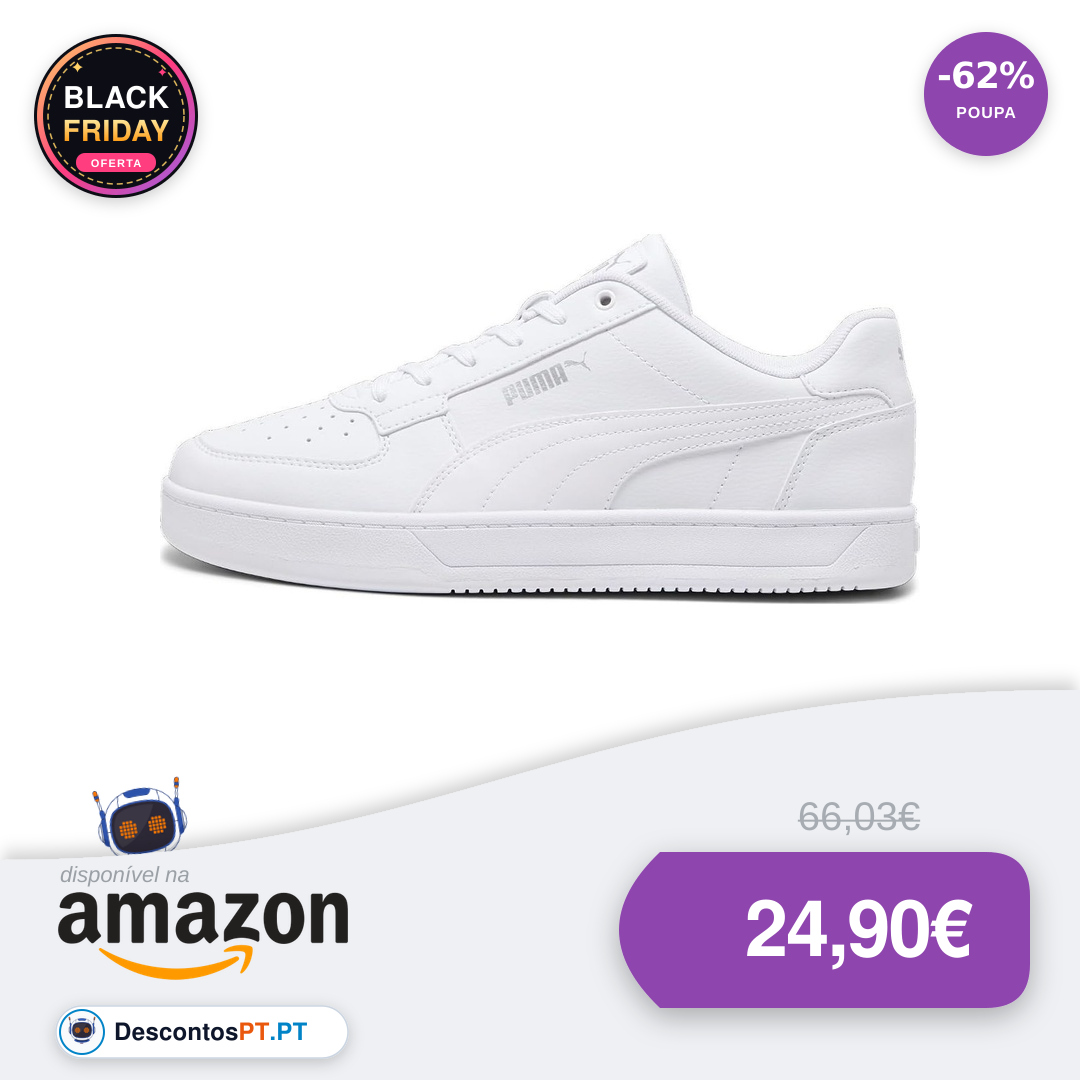 BLACK
FRIDAY
OFERTA
-62%
POUPA
PUMA
66,03€
disponível na
amazon
24,90€
DescontosPT.PT